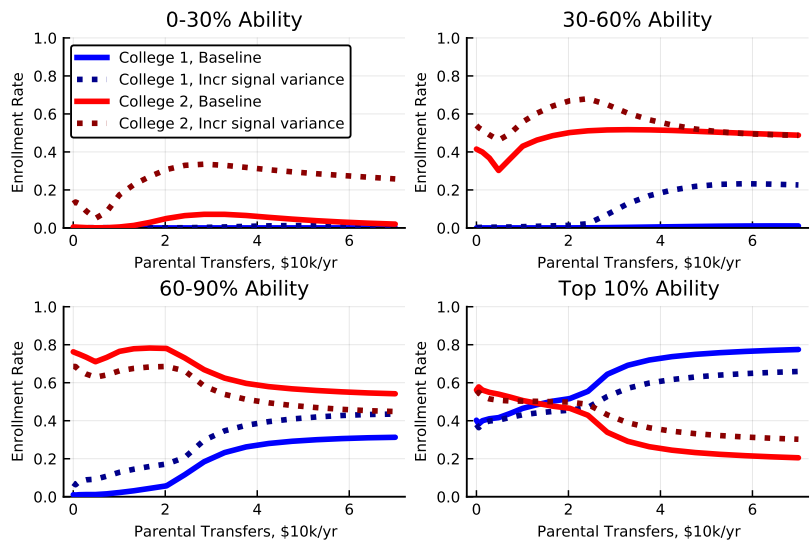 0-30% Ability
1.0
0.8
0.6
0.4
0.2
0.0
Enrollment Rate
College 1, Baseline
College 1, Incr signal variance
College 2, Baseline
College 2, Incr signal variance
0 2 4 6
Parental Transfers, $10k/yr
30-60% Ability
1.0
0.8
0.6
0.4
0.2
0.0
Enrollment Rate
0 2 4 6
Parental Transfers, $10k/yr
60-90% Ability
1.0
0.8
0.6
0.4
0.2
0.0
Enrollment Rate
0 2 4 6
Parental Transfers, $10k/yr
Top 10% Ability
1.0
0.8
0.6
0.4
0.2
0.0
Enrollment Rate
0 2 4 6
Parental Transfers, $10k/yr